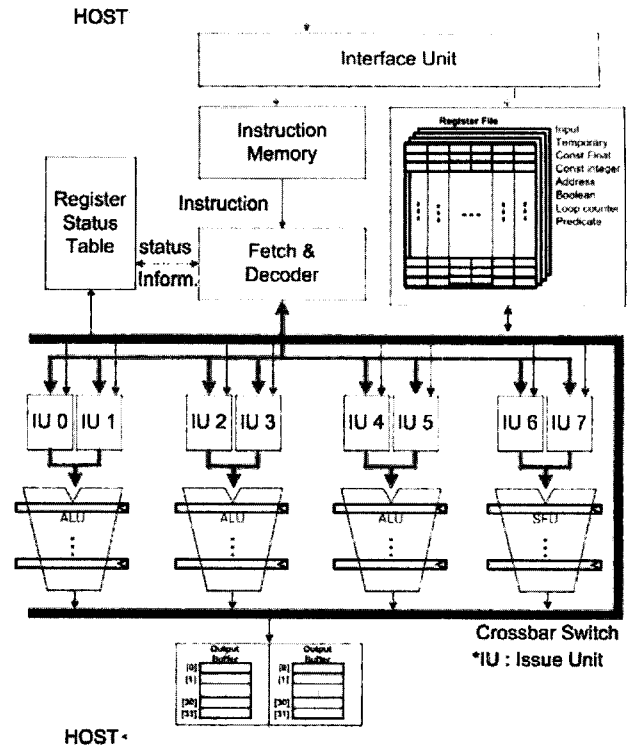 HOST
Interface Unit
Instruction
Memory
Register File
Input
Temporary
Const Float
Const integer
Address
Boolean
Loop counter
Predicate
Register
Status
Table
Instruction
status
Inform.
Fetch &
Decoder
IU 0
IU 1
IU 2
IU 3
IU 4
IU 5
IU 6
IU 7
ALU
ALU
ALU
SFU
Crossbar Switch
*IU : Issue Unit
Output
Buffer
[0]
[1]
[30]
Output
Buffer
[1]
[30]
[31]
HOST